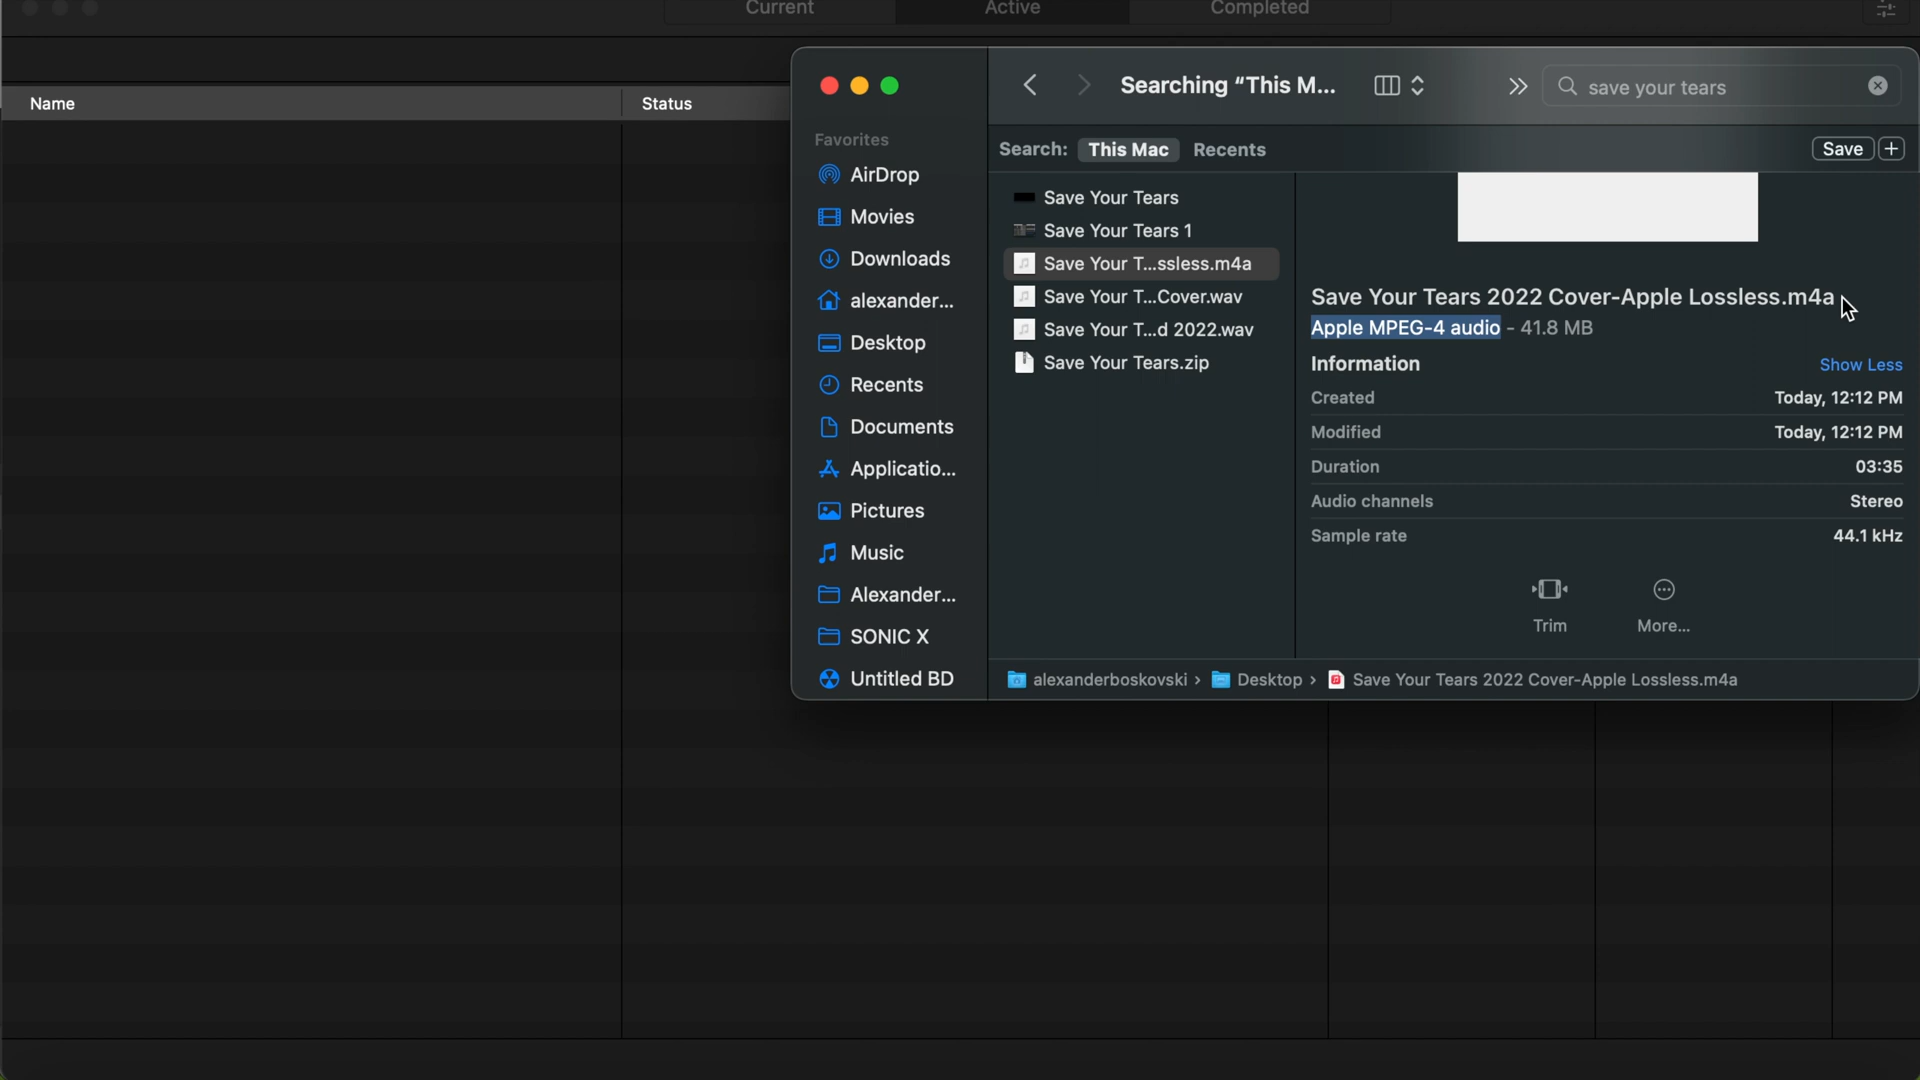 Current
Active
Completed
Name
Status
Searching “This M...
save your tears
Favorites
AirDrop
Movies
Downloads
alexander...
Desktop
Recents
Documents
Applicatio...
Pictures
Music
Alexander...
SONIC X
Untitled BD
Search:
This Mac
Recents
Save
Save Your Tears
Save Your Tears 1
Save Your T...ssless.m4a
Save Your T...Cover.wav
Save Your T...d 2022.wav
Save Your Tears.zip
Save Your Tears 2022 Cover-Apple Lossless.m4a
Apple MPEG-4 audio - 41.8 MB
Information
Show Less
Created
Today, 12:12 PM
Modified
Today, 12:12 PM
Duration
03:35
Audio channels
Stereo
Sample rate
44.1 kHz
Trim
More...
alexanderboskovski › Desktop › Save Your Tears 2022 Cover-Apple Lossless.m4a